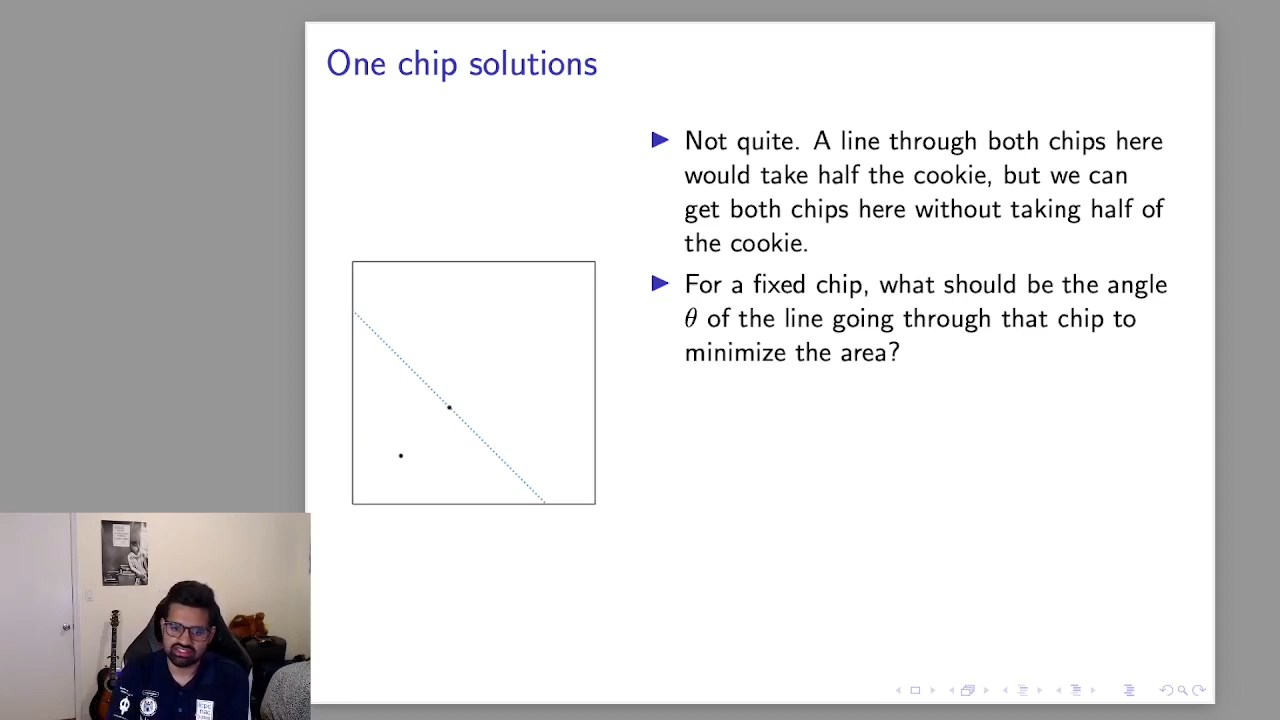 One chip solutions
Not quite. A line through both chips here
would take half the cookie, but we can
get both chips here without taking half of
the cookie.
For a fixed chip, what should be the angle
θ of the line going through that chip to
minimize the area?